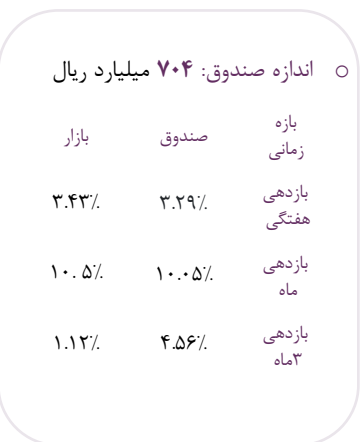 ○ اندازه صندوق: ۷۰۴ میلیارد ریال
بازه زمانی صندوق بازار
بازدهی هفتگی ۳.۲۹٪ ۳.۴۳٪
بازدهی ماه ۱۰.۰۵٪ ۱۰.۵٪
بازدهی ۳ماه ۴.۵۶٪ ۱.۱۲٪